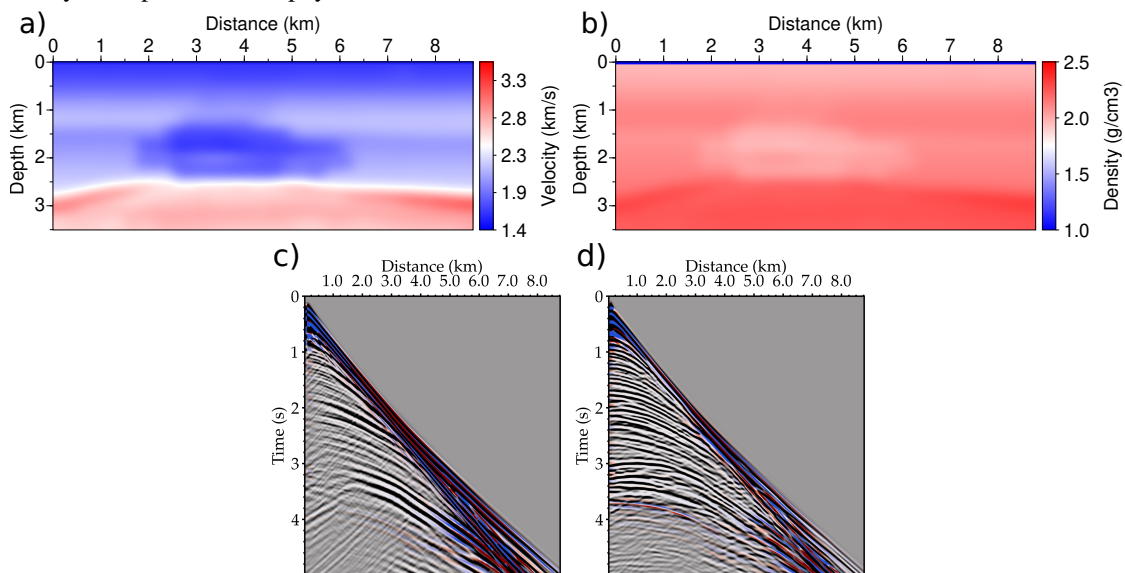 a)
Distance (km)
0 1 2 3 4 5 6 7 8
0
1
2
3
Depth (km)
3.3
2.8
2.3
1.9
1.4
Velocity (km/s)
b)
Distance (km)
0 1 2 3 4 5 6 7 8
0
1
2
3
Depth (km)
2.5
2.0
1.5
1.0
Density (g/cm3)
c)
Distance (km)
1.0 2.0 3.0 4.0 5.0 6.0 7.0 8.0
0
1
2
3
4
Time (s)
d)
Distance (km)
1.0 2.0 3.0 4.0 5.0 6.0 7.0 8.0
0
1
2
3
4
Time (s)